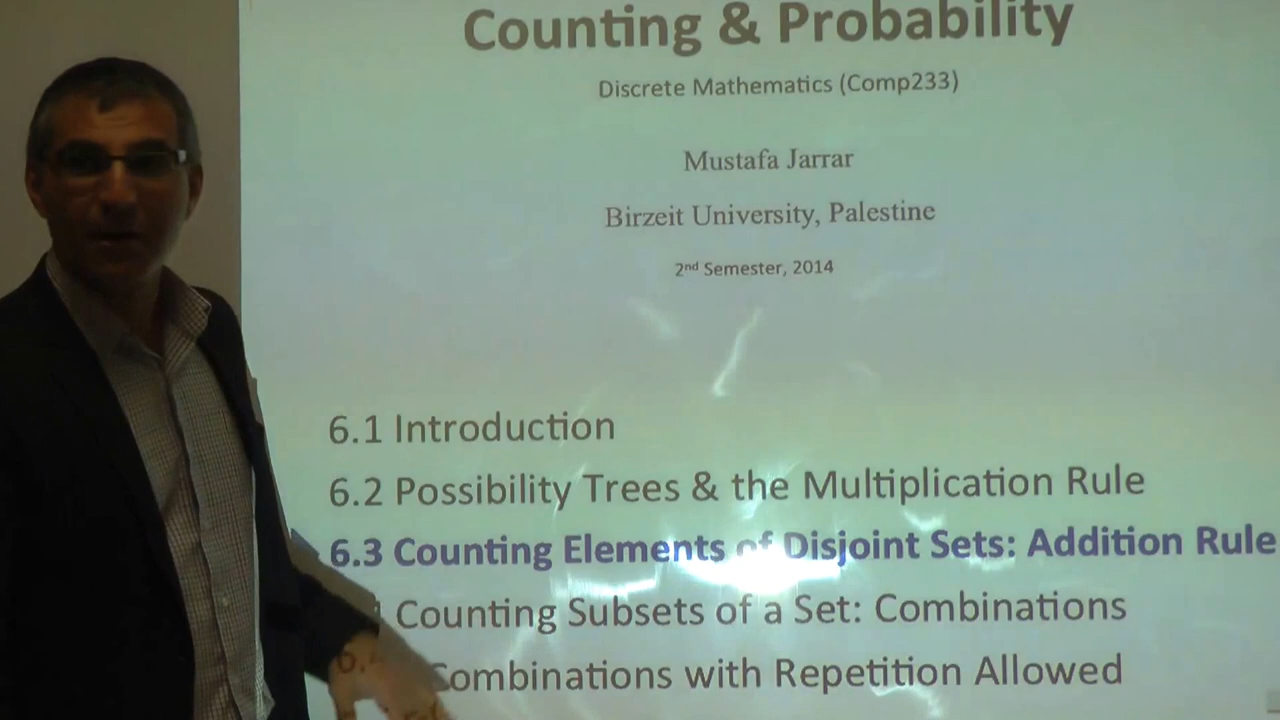 Counting & Probability
Discrete Mathematics (Comp233)
Mustafa Jarrar
Birzeit University, Palestine
2nd Semester, 2014
6.1 Introduction
6.2 Possibility Trees & the Multiplication Rule
6.3 Counting Elements of Disjoint Sets: Addition Rule
Counting Subsets of a Set: Combinations
Combinations with Repetition Allowed